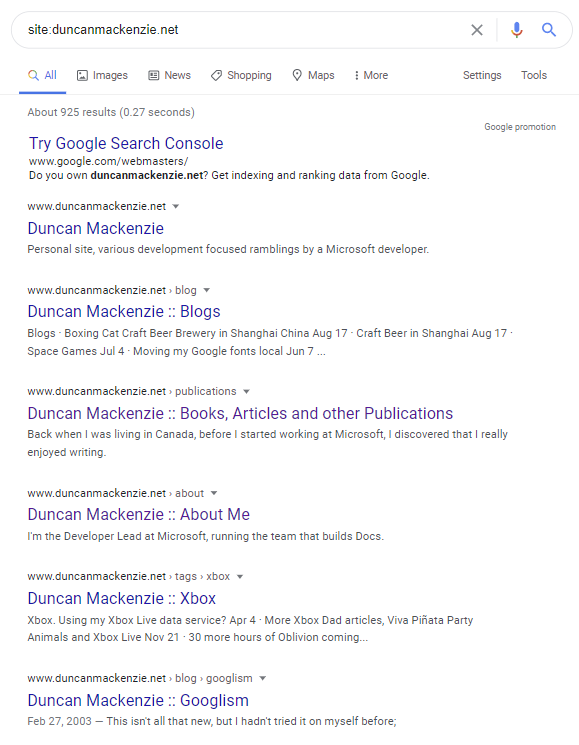 site:duncanmackenzie.net
All Images News Shopping Maps More Settings Tools
About 925 results (0.27 seconds)
Google promotion
Try Google Search Console
www.google.com/webmasters/
Do you own duncanmackenzie.net? Get indexing and ranking data from Google.
www.duncanmackenzie.net
Duncan Mackenzie
Personal site, various development focused ramblings by a Microsoft developer.
www.duncanmackenzie.net › blog
Duncan Mackenzie :: Blogs
Blogs · Boxing Cat Craft Beer Brewery in Shanghai China Aug 17 · Craft Beer in Shanghai Aug 17 ·
Space Games Jul 4 · Moving my Google fonts local Jun 7 ...
www.duncanmackenzie.net › publications
Duncan Mackenzie :: Books, Articles and other Publications
Back when I was living in Canada, before I started working at Microsoft, I discovered that I really
enjoyed writing.
www.duncanmackenzie.net › about
Duncan Mackenzie :: About Me
I'm the Developer Lead at Microsoft, running the team that builds Docs.
www.duncanmackenzie.net › tags › xbox
Duncan Mackenzie :: Xbox
Xbox. Using my Xbox Live data service? Apr 4 · More Xbox Dad articles, Viva Piñata Party
Animals and Xbox Live Nov 21 · 30 more hours of Oblivion coming...
www.duncanmackenzie.net › blog › googlism
Duncan Mackenzie :: Googlism
Feb 27, 2003 — This isn't all that new, but I hadn't tried it on myself before;